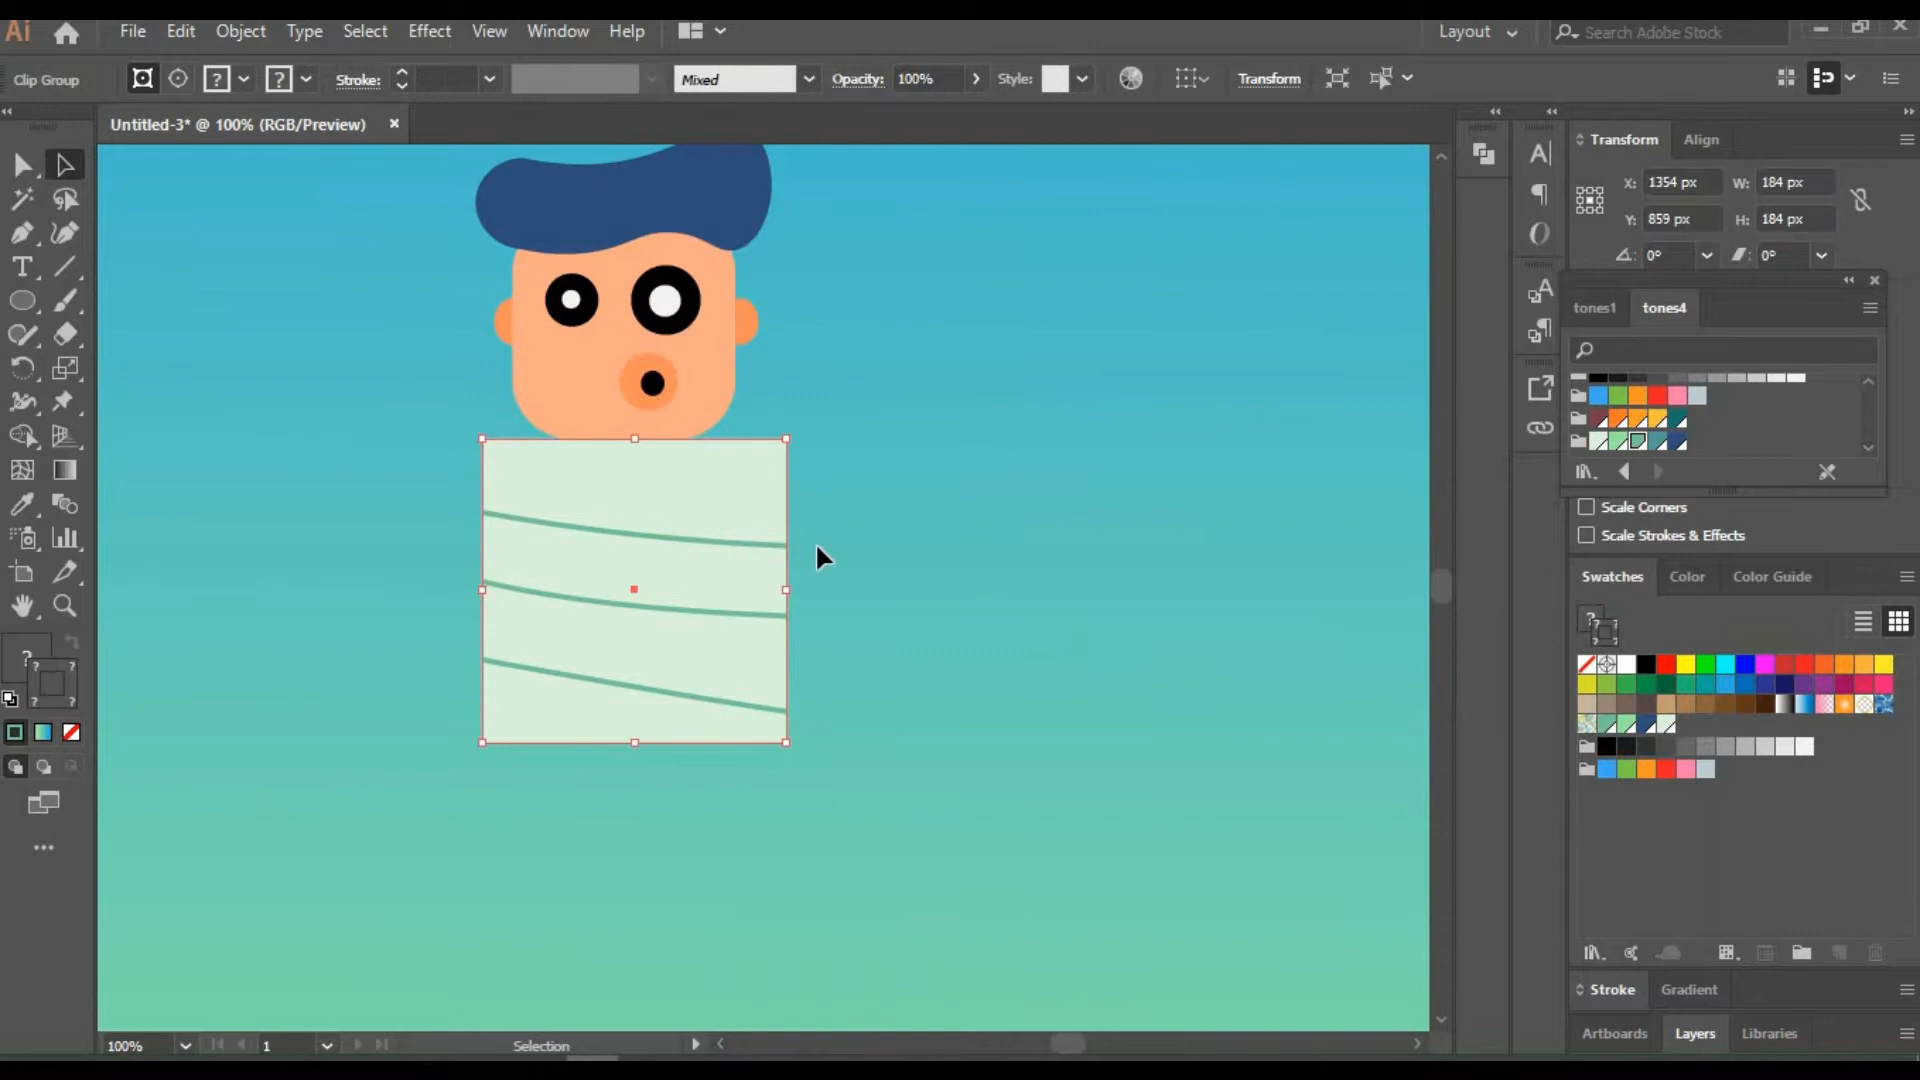 Ai File Edit Object Type Select Effect View Window Help Layout Search Adobe Stock
Clip Group ? ? Stroke: Mixed Opacity: 100% Style: Transform
Untitled-3* @ 100% (RGB/Preview) ×
Transform Align
X: 1354 px W: 184 px
Y: 859 px H: 184 px
0° 0°
tones1 tones4
Scale Corners
Scale Strokes & Effects
Swatches Color Color Guide
Stroke Gradient
Artboards Layers Libraries
100% 1 Selection